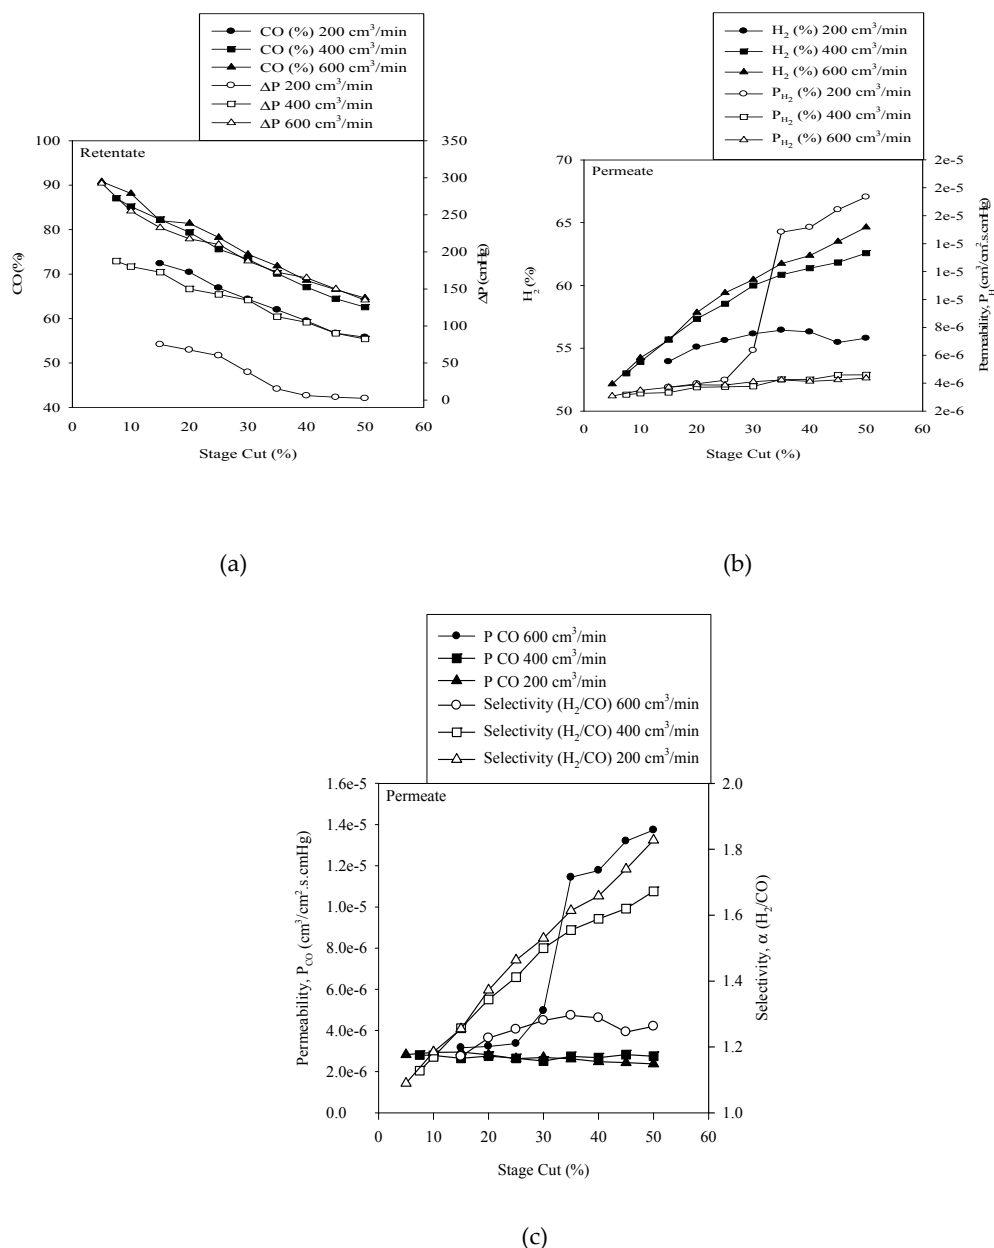 CO (%) 200 cm³/min
CO (%) 400 cm³/min
CO (%) 600 cm³/min
ΔP 200 cm³/min
ΔP 400 cm³/min
ΔP 600 cm³/min
Retentate
100
90
80
70
60
50
40
CO (%)
350
300
250
200
150
100
50
0
ΔP (cmHg)
0 10 20 30 40 50 60
Stage Cut (%)
(a)
H₂ (%) 200 cm³/min
H₂ (%) 400 cm³/min
H₂ (%) 600 cm³/min
P_H₂ (%) 200 cm³/min
P_H₂ (%) 400 cm³/min
P_H₂ (%) 600 cm³/min
Permeate
70
65
60
55
50
H₂ (%)
2e-5
2e-5
2e-5
1e-5
1e-5
1e-5
8e-6
6e-6
4e-6
2e-6
Permeability, P_H (cm³/cm².s.cmHg)
0 10 20 30 40 50 60
Stage Cut (%)
(b)
P CO 600 cm³/min
P CO 400 cm³/min
P CO 200 cm³/min
Selectivity (H₂/CO) 600 cm³/min
Selectivity (H₂/CO) 400 cm³/min
Selectivity (H₂/CO) 200 cm³/min
Permeate
1.6e-5
1.4e-5
1.2e-5
1.0e-5
8.0e-6
6.0e-6
4.0e-6
2.0e-6
0.0
Permeability, P_CO (cm³/cm².s.cmHg)
2.0
1.8
1.6
1.4
1.2
1.0
Selectivity, α (H₂/CO)
0 10 20 30 40 50 60
Stage Cut (%)
(c)